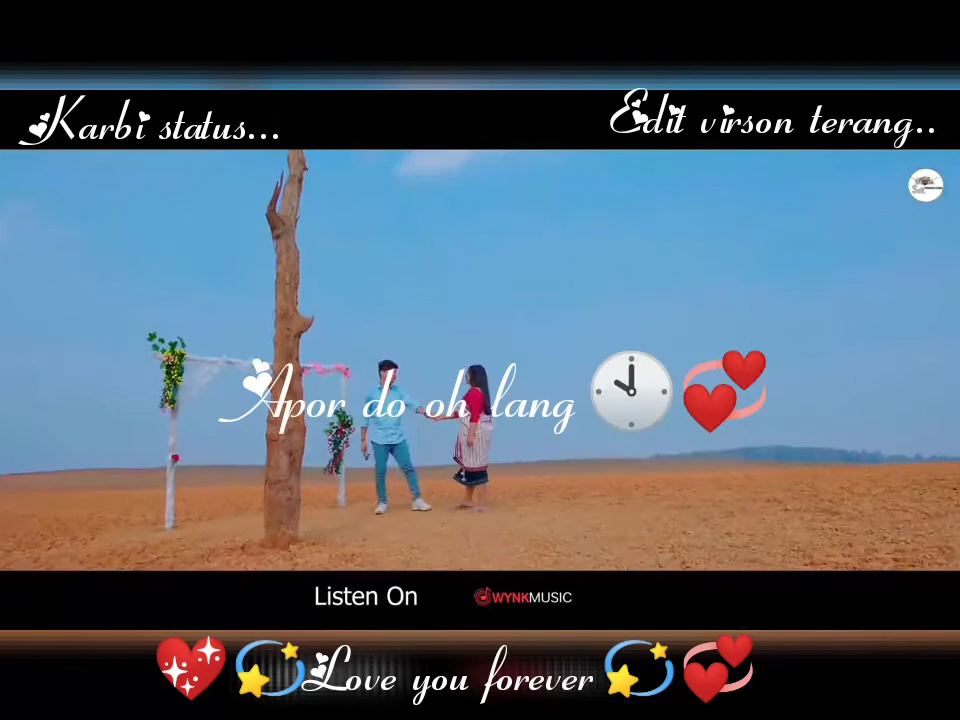 Karbi status...
Edit virson terang..
Apor do oh lang
Listen On WYNKMUSIC
Love you forever